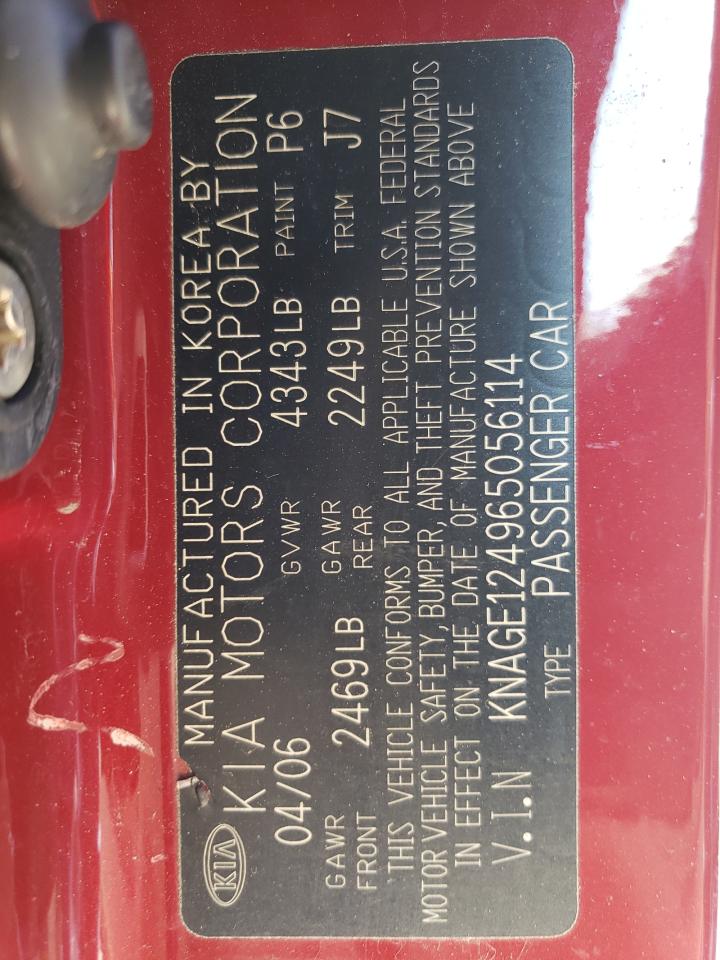 KIA
MANUFACTURED IN KOREA BY
KIA MOTORS CORPORATION
04/06 GVWR 4343LB PAINT P6
GAWR FRONT 2469LB GAWR REAR 2249LB TRIM J7
THIS VEHICLE CONFORMS TO ALL APPLICABLE U.S.A. FEDERAL
MOTOR VEHICLE SAFETY, BUMPER, AND THEFT PREVENTION STANDARDS
IN EFFECT ON THE DATE OF MANUFACTURE SHOWN ABOVE
V.I.N KNAGE124965056114
TYPE PASSENGER CAR